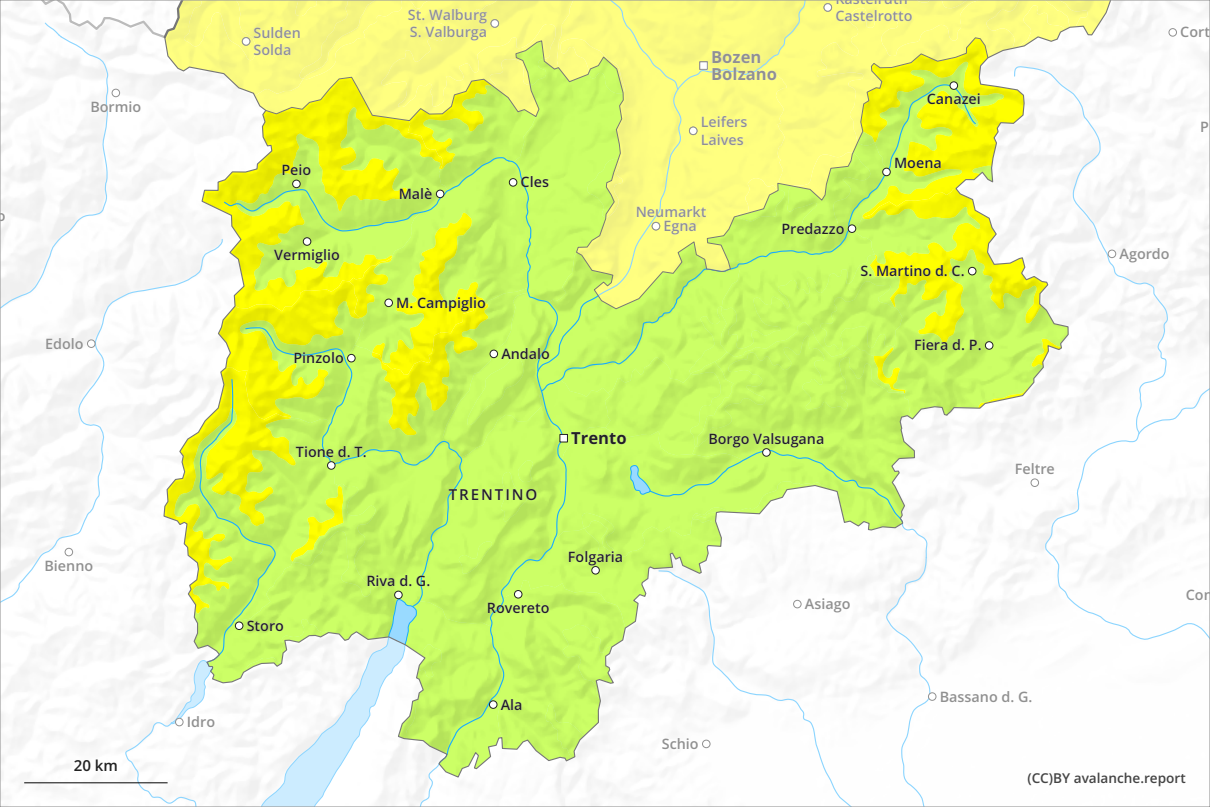 Kastelruth
Castelrotto
St. Walburg
S. Valburga
Sulden
Solda
Cort
Bozen
Bolzano
Bormio
Canazei
Leifers
Laives
Moena
Peio
Malè
Cles
Neumarkt
Egna
Predazzo
Vermiglio
Agordo
S. Martino d. C.
M. Campiglio
Edolo
Pinzolo
Andalo
Fiera d. P.
Trento
Borgo Valsugana
Tione d. T.
Feltre
TRENTINO
Bienno
Folgaria
Riva d. G.
Rovereto
Asiago
Cor
Storo
Bassano d. G.
Ala
Idro
Schio
20 km
(CC)BY avalanche.report